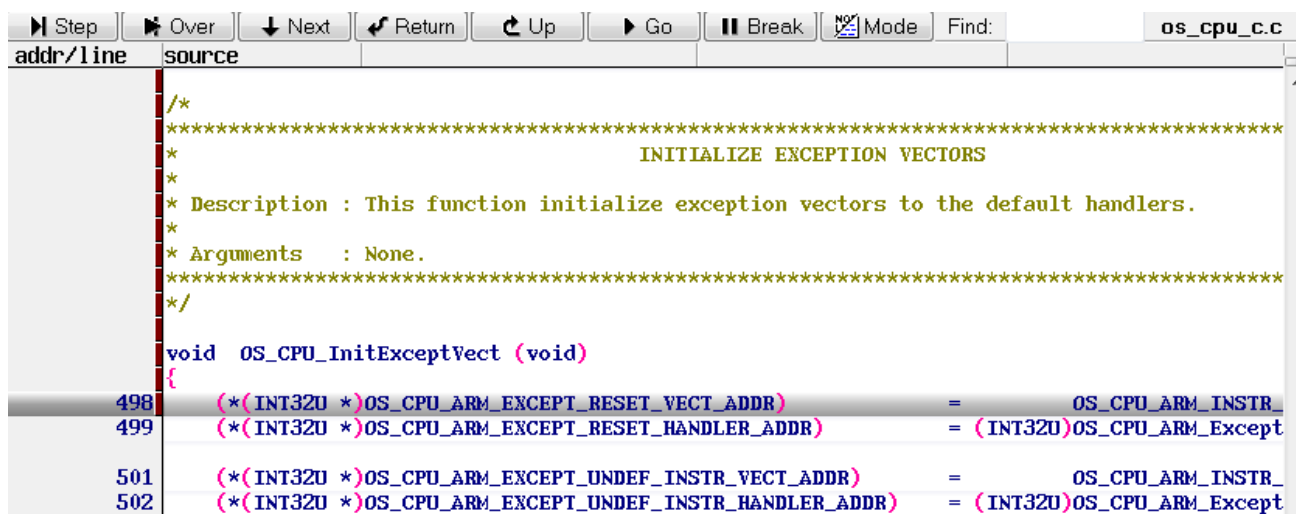 Step Over Next Return Up Go Break Mode Find: os_cpu_c.c
addr/line source
/*
******************************************************************************************
* INITIALIZE EXCEPTION VECTORS
*
* Description : This function initialize exception vectors to the default handlers.
*
* Arguments : None.
******************************************************************************************
*/
void OS_CPU_InitExceptVect (void)
{
498 (*(INT32U *)OS_CPU_ARM_EXCEPT_RESET_VECT_ADDR) = OS_CPU_ARM_INSTR_
499 (*(INT32U *)OS_CPU_ARM_EXCEPT_RESET_HANDLER_ADDR) = (INT32U)OS_CPU_ARM_Except
501 (*(INT32U *)OS_CPU_ARM_EXCEPT_UNDEF_INSTR_VECT_ADDR) = OS_CPU_ARM_INSTR_
502 (*(INT32U *)OS_CPU_ARM_EXCEPT_UNDEF_INSTR_HANDLER_ADDR) = (INT32U)OS_CPU_ARM_Except